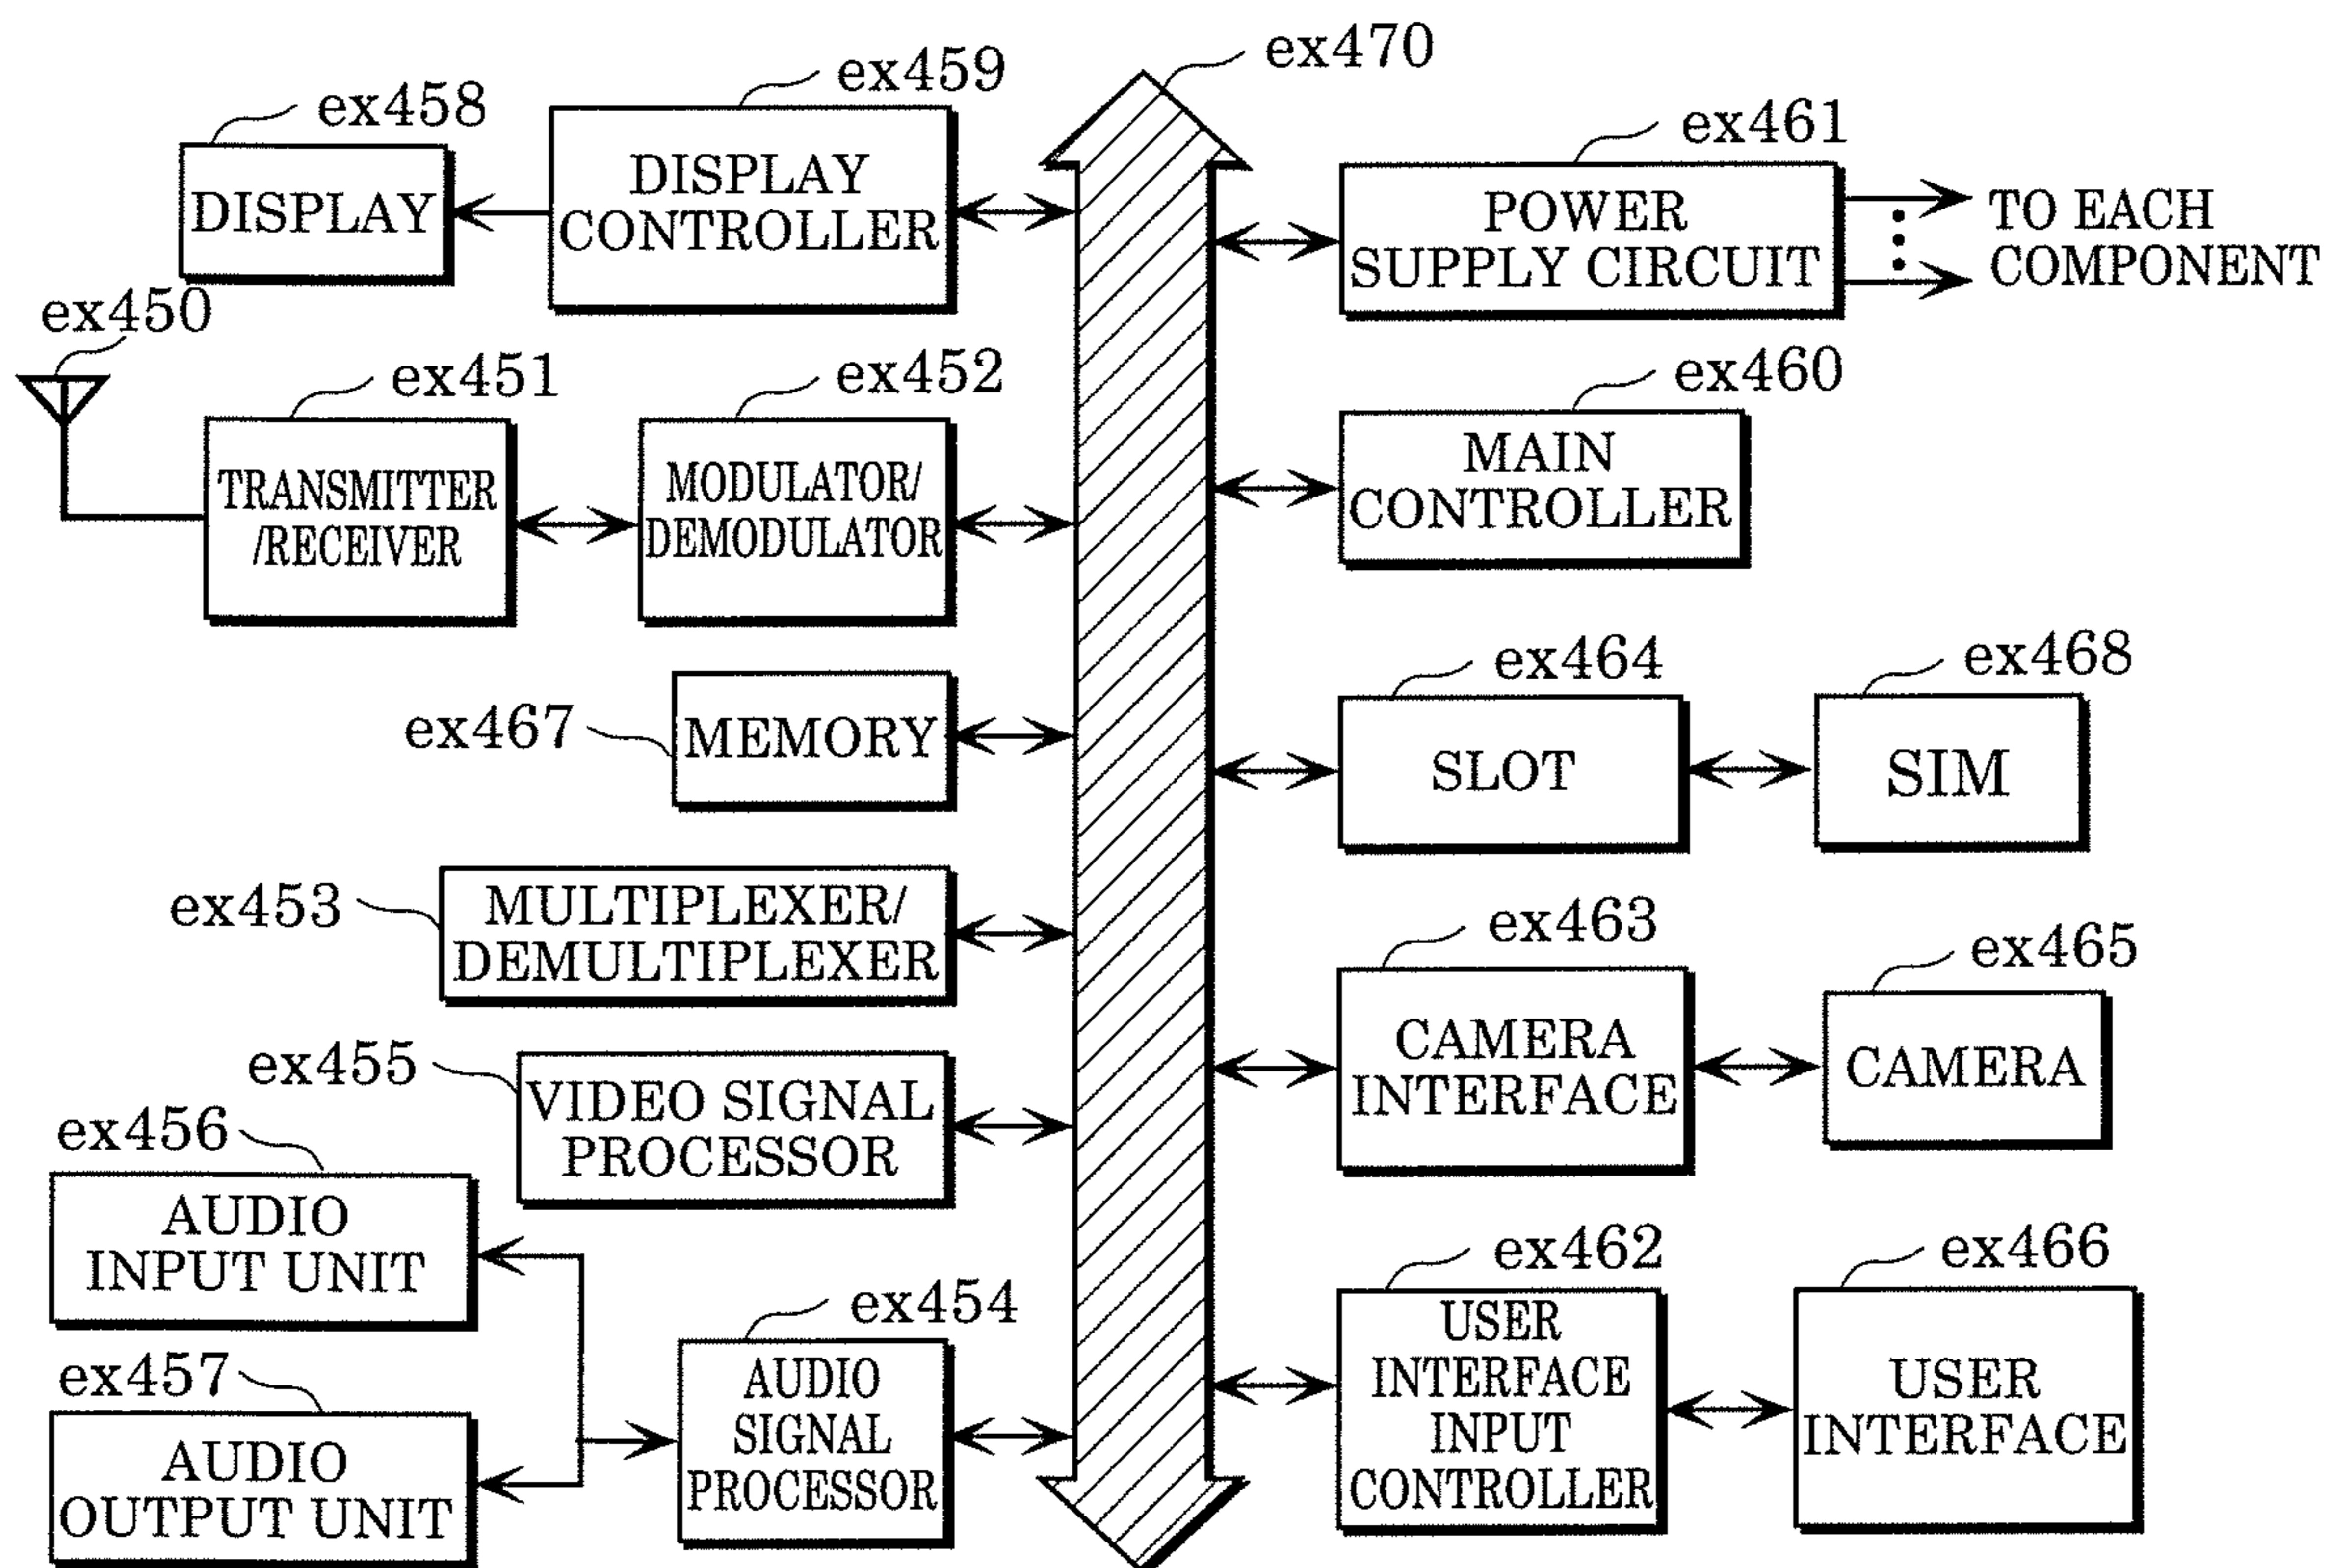 ex470
ex459
ex458
DISPLAY
DISPLAY
CONTROLLER
ex461
POWER
SUPPLY CIRCUIT
TO EACH
COMPONENT
ex450
ex451
TRANSMITTER
/RECEIVER
ex452
MODULATOR/
DEMODULATOR
ex460
MAIN
CONTROLLER
ex467
MEMORY
ex464
SLOT
ex468
SIM
ex453
MULTIPLEXER/
DEMULTIPLEXER
ex463
CAMERA
INTERFACE
ex465
CAMERA
ex455
VIDEO SIGNAL
PROCESSOR
ex456
AUDIO
INPUT UNIT
ex457
AUDIO
OUTPUT UNIT
ex454
AUDIO
SIGNAL
PROCESSOR
ex462
USER
INTERFACE
INPUT
CONTROLLER
ex466
USER
INTERFACE